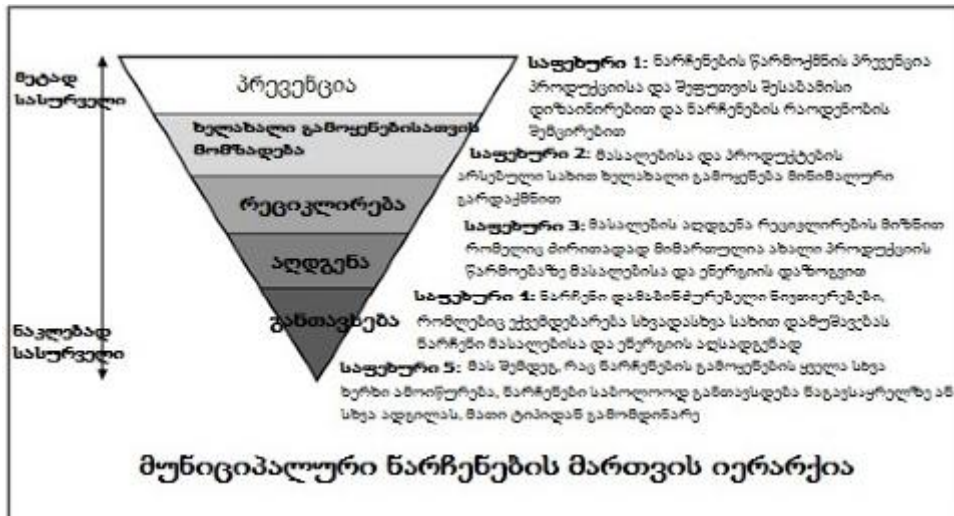 მეტად
სასურველი
პრევენცია
ხელახალი გამოყენებისათვის
მომზადება
რეციკლირება
აღდგენა
განთავსება
ნაკლებად
სასურველი
საფეხური 1: ნარჩენების წარმოქმნის პრევენცია
პროდუქციისა და შეფუთვის შესაბამისი
დიზაინირებით და ნარჩენების რაოდენობის
შემცირებით
საფეხური 2: მასალებისა და პროდუქტების
არსებული სახით ხელახალი გამოყენება მინიმალური
გარდაქმნით
საფეხური 3: მასალების აღდგენა რეციკლირების მიზნით
რომელიც ძირითადად მიმართულია ახალი პროდუქციის
წარმოებაზე მასალებისა და ენერგიის დაზოგვით
საფეხური 4: ნარჩენი დამაბინძურებელი ნივთიერებები,
რომლებიც ექვემდებარება სხვადასხვა სახით დამუშავებას
ნარჩენი მასალებისა და ენერგიის აღსადგენად
საფეხური 5: მას შემდეგ, რაც ნარჩენების გამოყენების ყველა სხვა
ხერხი ამოიწურება, ნარჩენები საბოლოოდ განთავსდება ნაგავსაყრელზე ან
სხვა ადგილას, მათი ტიპიდან გამომდინარე
მუნიციპალური ნარჩენების მართვის იერარქია